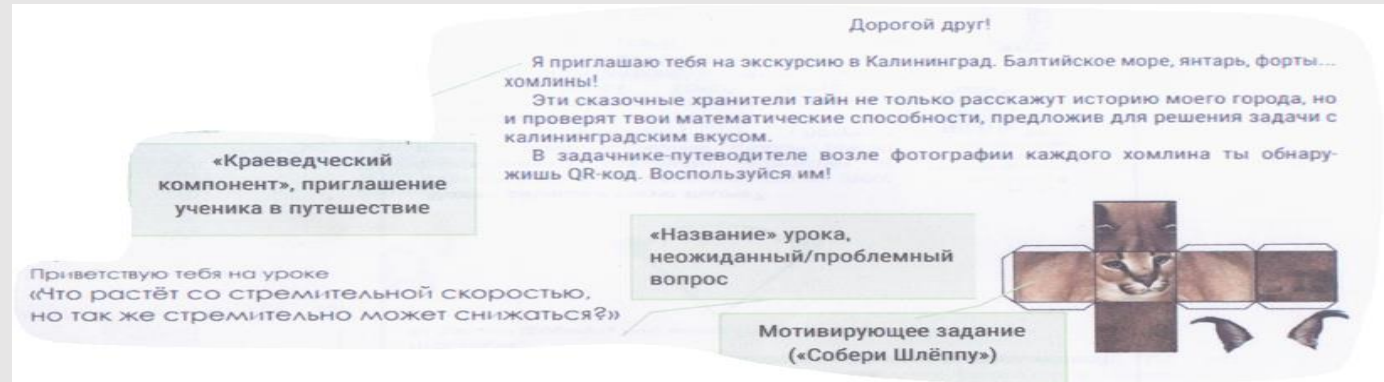 Дорогой друг!
Я приглашаю тебя на экскурсию в Калининград. Балтийское море, янтарь, форты...
хомлины!
Эти сказочные хранители тайн не только расскажут историю моего города, но
и проверят твои математические способности, предложив для решения задачи с
калининградским вкусом.
В задачнике-путеводителе возле фотографии каждого хомлина ты обнару-
жишь QR-код. Воспользуйся им!
«Краеведческий
компонент», приглашение
ученика в путешествие
«Название» урока,
неожиданный/проблемный
вопрос
Приветствую тебя на уроке
«Что растёт со стремительной скоростью,
но так же стремительно может снижаться?»
Мотивирующее задание
(«Собери Шлёппу»)